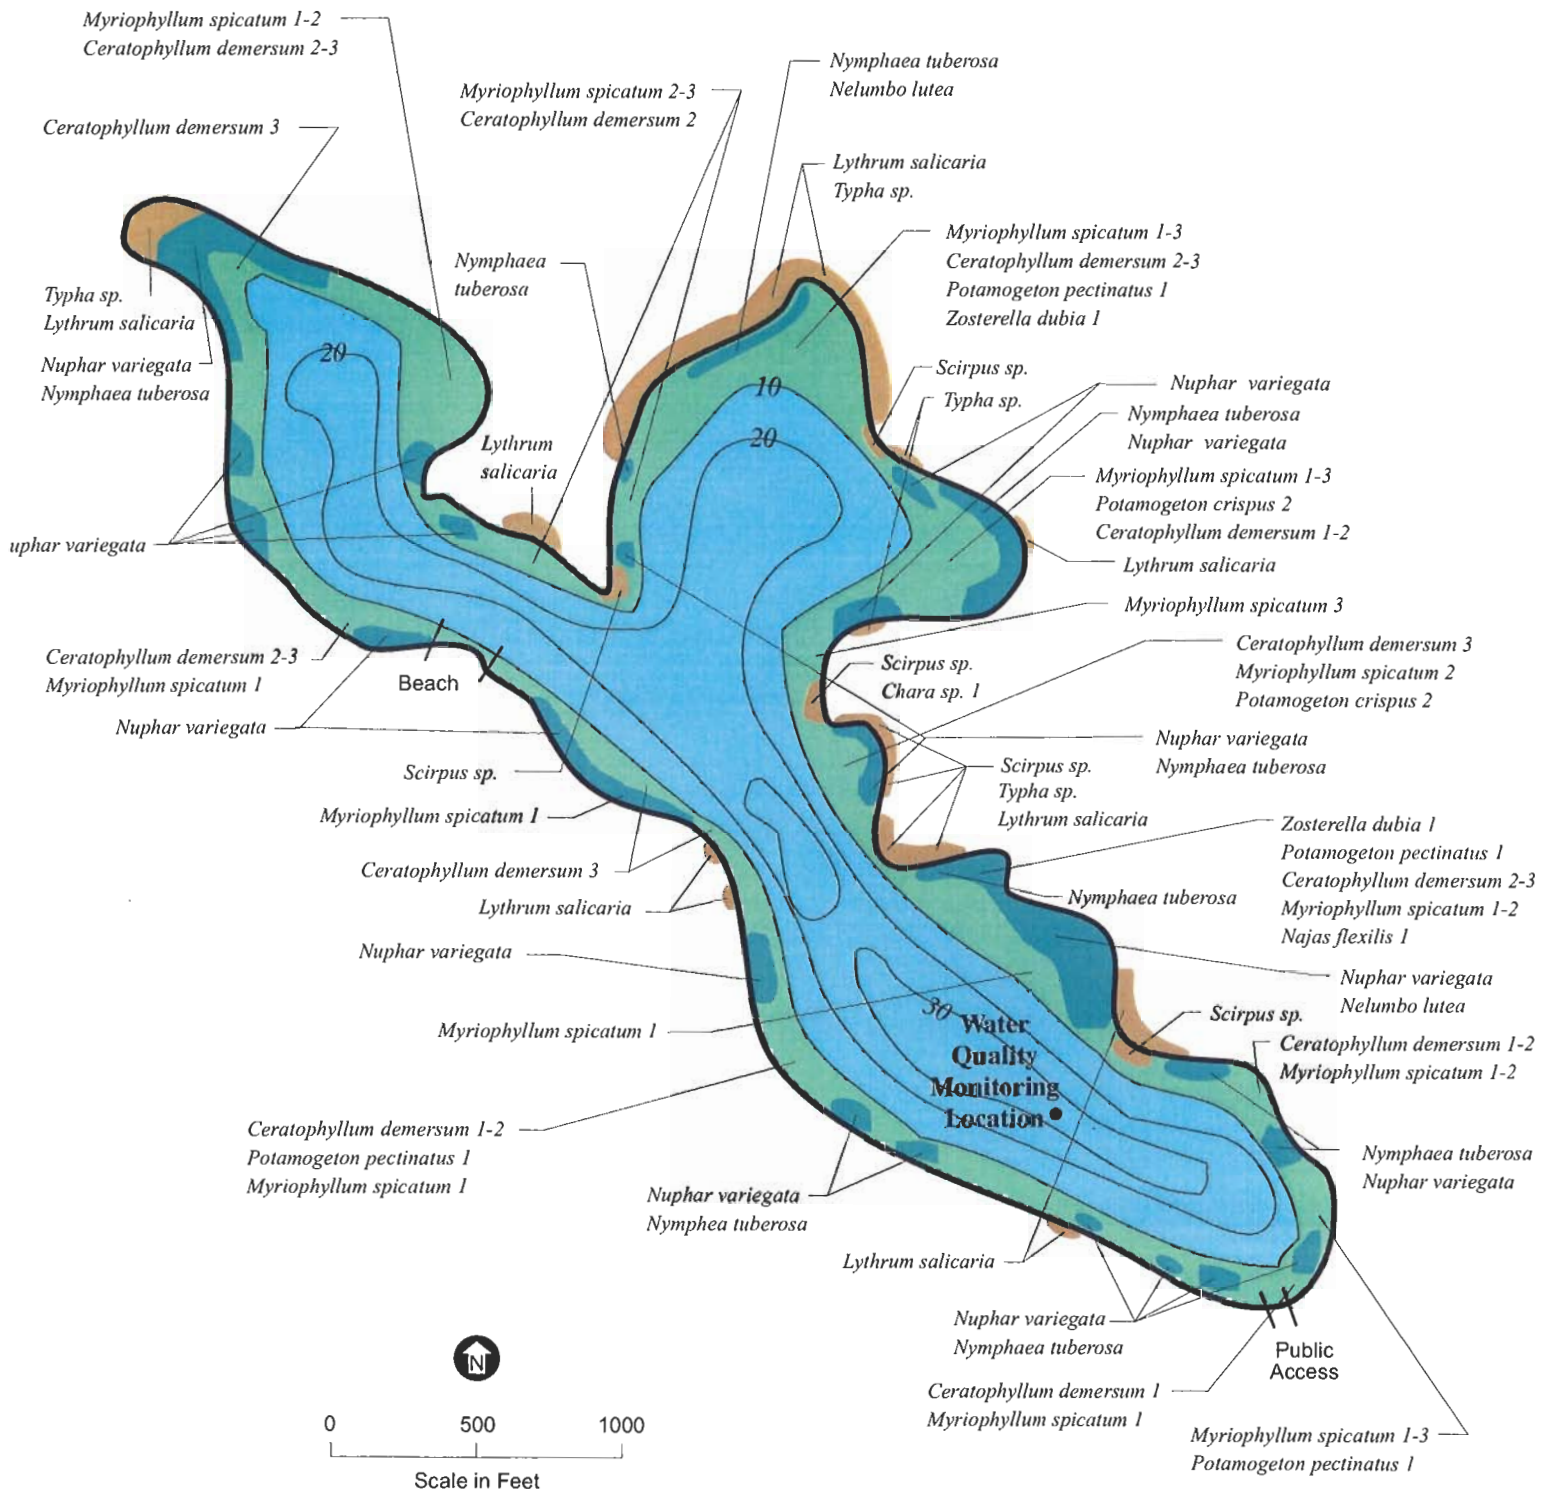 Myriophyllum spicatum 1-2
Ceratophyllum demersum 2-3
Nymphaea tuberosa
Nelumbo lutea
Myriophyllum spicatum 2-3
Ceratophyllum demersum 2
Ceratophyllum demersum 3
Lythrum salicaria
Typha sp.
Myriophyllum spicatum 1-3
Ceratophyllum demersum 2-3
Potamogeton pectinatus 1
Zosterella dubia 1
Nymphaea
tuberosa
Typha sp.
Lythrum salicaria
Nuphar variegata
Nymphaea tuberosa
20
10
20
Scirpus sp.
Typha sp.
Nuphar variegata
Nymphaea tuberosa
Nuphar variegata
Lythrum
salicaria
Myriophyllum spicatum 1-3
Potamogeton crispus 2
Ceratophyllum demersum 1-2
uphar variegata
Lythrum salicaria
Myriophyllum spicatum 3
Ceratophyllum demersum 2-3
Myriophyllum spicatum 1
Beach
Scirpus sp.
Chara sp. 1
Ceratophyllum demersum 3
Myriophyllum spicatum 2
Potamogeton crispus 2
Nuphar variegata
Nuphar variegata
Nymphaea tuberosa
Scirpus sp.
Scirpus sp.
Typha sp.
Lythrum salicaria
Myriophyllum spicatum 1
Zosterella dubia 1
Potamogeton pectinatus 1
Ceratophyllum demersum 2-3
Myriophyllum spicatum 1-2
Najas flexilis 1
Ceratophyllum demersum 3
Lythrum salicaria
Nymphaea tuberosa
Nuphar variegata
Nuphar variegata
Nelumbo lutea
30
Water
Quality
Monitoring
Location
Myriophyllum spicatum 1
Scirpus sp.
Ceratophyllum demersum 1-2
Myriophyllum spicatum 1-2
Ceratophyllum demersum 1-2
Potamogeton pectinatus 1
Myriophyllum spicatum 1
Nymphaea tuberosa
Nuphar variegata
Nuphar variegata
Nymphea tuberosa
Lythrum salicaria
Nuphar variegata
Nymphaea tuberosa
Public
Access
Ceratophyllum demersum 1
Myriophyllum spicatum 1
Myriophyllum spicatum 1-3
Potamogeton pectinatus 1
N
0 500 1000
Scale in Feet